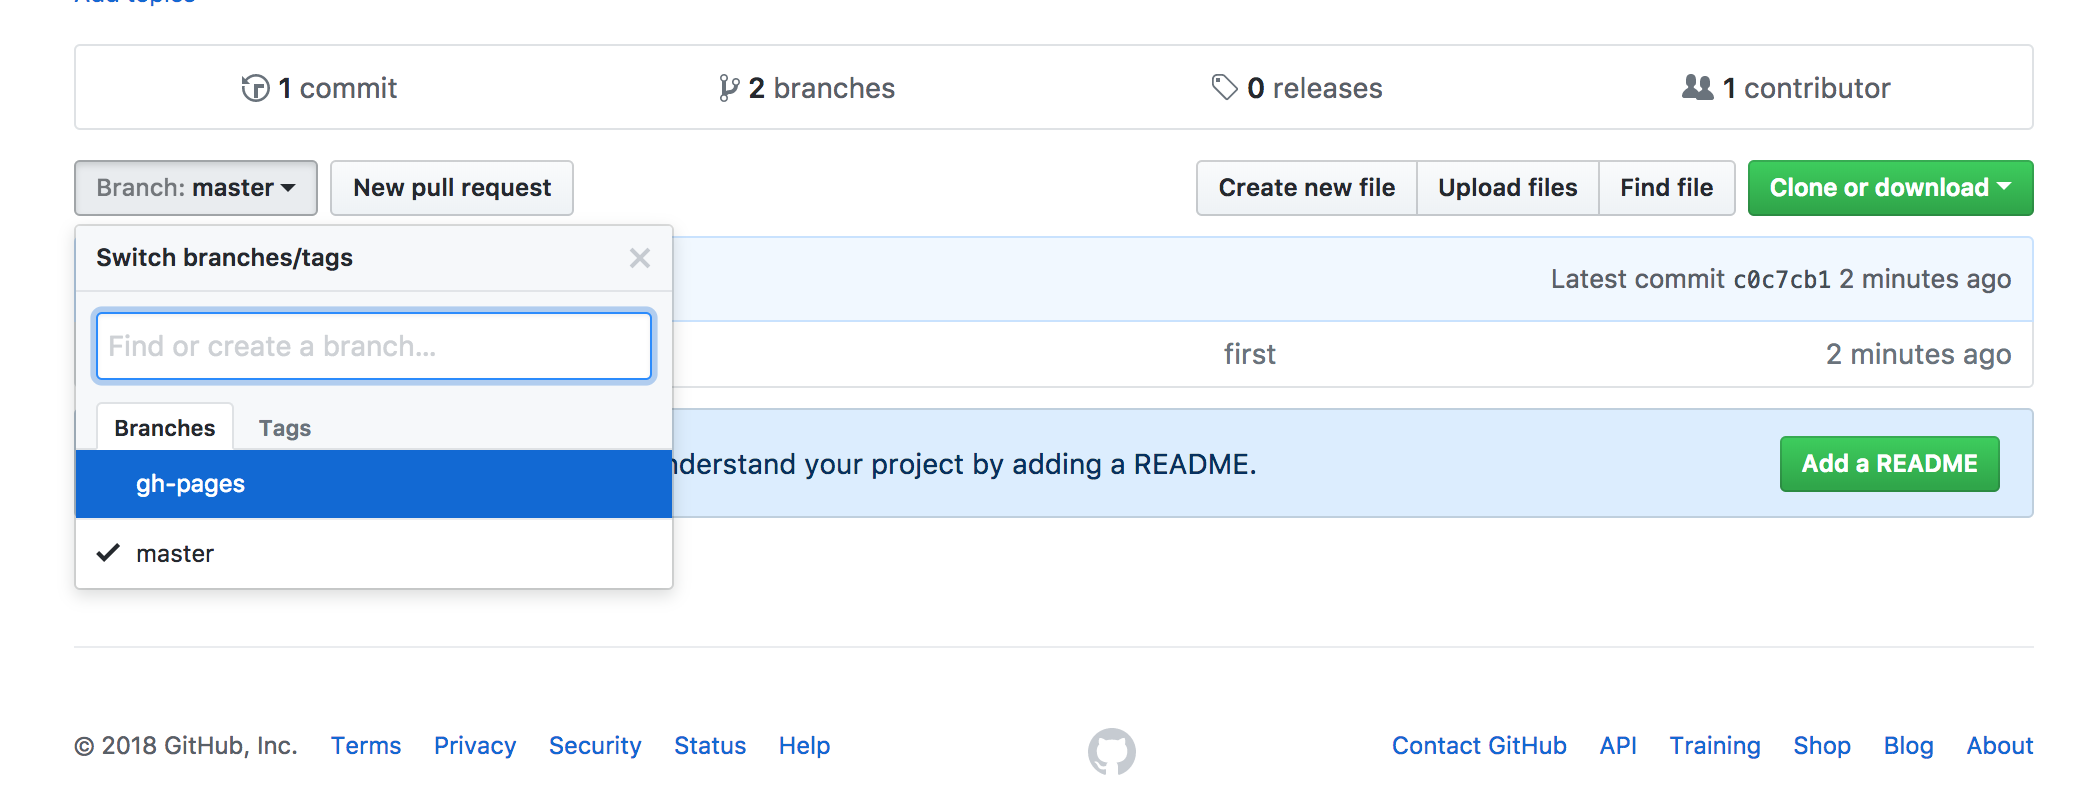 Add topics
1 commit 2 branches 0 releases 1 contributor
Branch: master New pull request Create new file Upload files Find file Clone or download
Switch branches/tags
Latest commit c0c7cb1 2 minutes ago
Find or create a branch...
first 2 minutes ago
Branches Tags
your project by adding a README. Add a README
gh-pages
master
© 2018 GitHub, Inc. Terms Privacy Security Status Help Contact GitHub API Training Shop Blog About